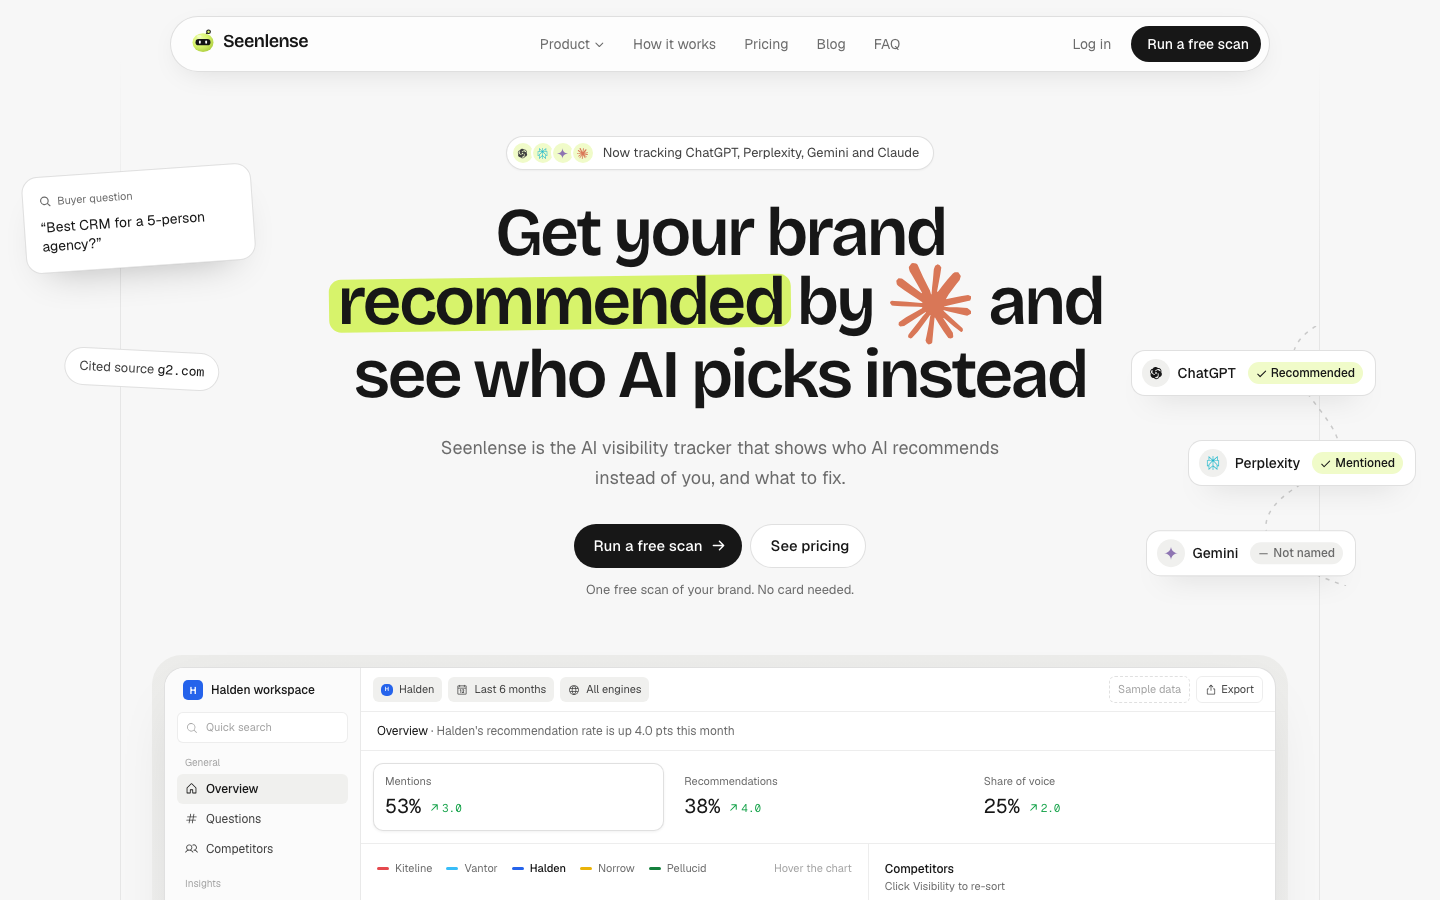 Seenlense
Product
How it works
Pricing
Blog
FAQ
Log in
Run a free scan
Now tracking ChatGPT, Perplexity, Gemini and Claude
Buyer question
“Best CRM for a 5-person
agency?”
Get your brand
recommended by and
see who AI picks instead
Cited source g2.com
ChatGPT
Recommended
Perplexity
Mentioned
Gemini
Not named
Seenlense is the AI visibility tracker that shows who AI recommends
instead of you, and what to fix.
Run a free scan
See pricing
One free scan of your brand. No card needed.
H
Halden workspace
Quick search
General
Overview
Questions
Competitors
Insights
H
Halden
Last 6 months
All engines
Sample data
Export
Overview · Halden's recommendation rate is up 4.0 pts this month
Mentions
53% 3.0
Recommendations
38% 4.0
Share of voice
25% 2.0
Kiteline
Vantor
Halden
Norrow
Pellucid
Hover the chart
Competitors
Click Visibility to re-sort